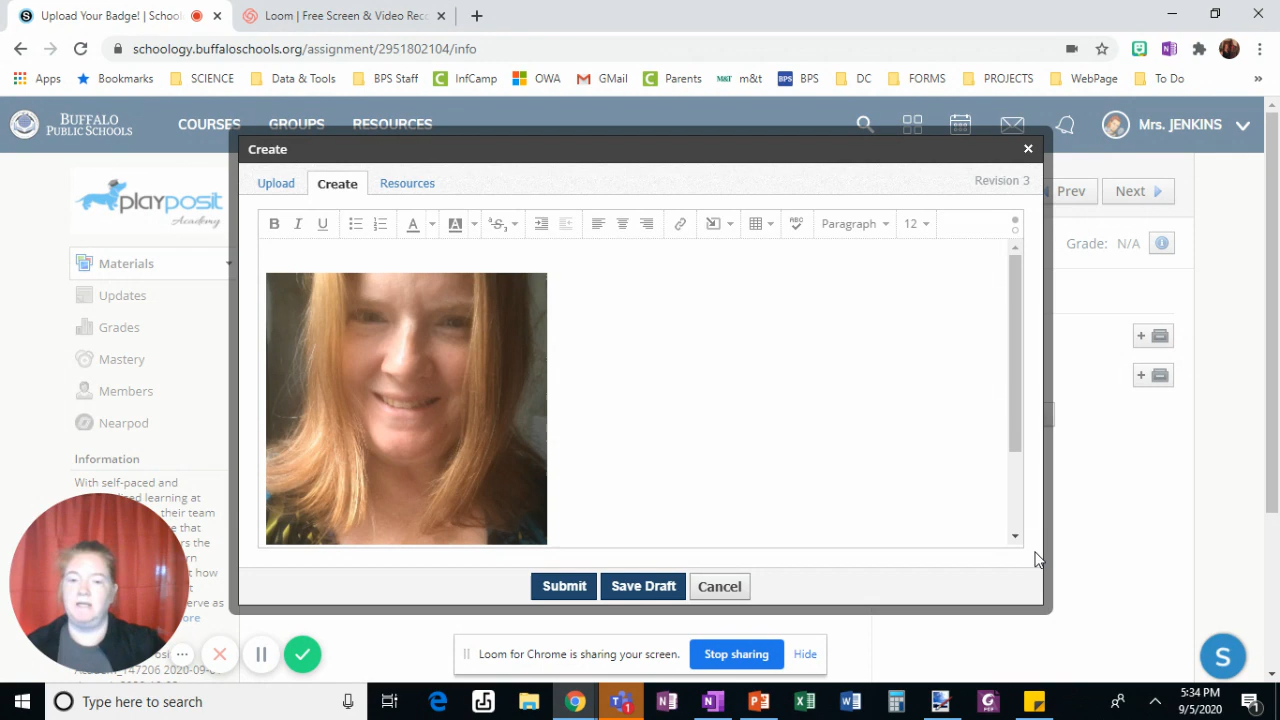 Upload Your Badge! | School
Loom | Free Screen & Video Reco
schoology.buffaloschools.org/assignment/2951802104/info
Apps
Bookmarks
SCIENCE
Data & Tools
BPS Staff
InfCamp
OWA
GMail
Parents
m&t
BPS
DC
FORMS
PROJECTS
WebPage
To Do
BUFFALO
PUBLIC SCHOOLS
COURSES
GROUPS
RESOURCES
Mrs. JENKINS
Create
Upload
Create
Resources
Revision 3
Prev
Next
playposit
Academy
Grade: N/A
Paragraph
12
Materials
Updates
Grades
Mastery
Members
Nearpod
Information
With self-paced and
learning at
their team
that
rs the
how
serve as
ore
Submit
Save Draft
Cancel
Loom for Chrome is sharing your screen.
Stop sharing
Hide
S
Type here to search
5:34 PM
9/5/2020